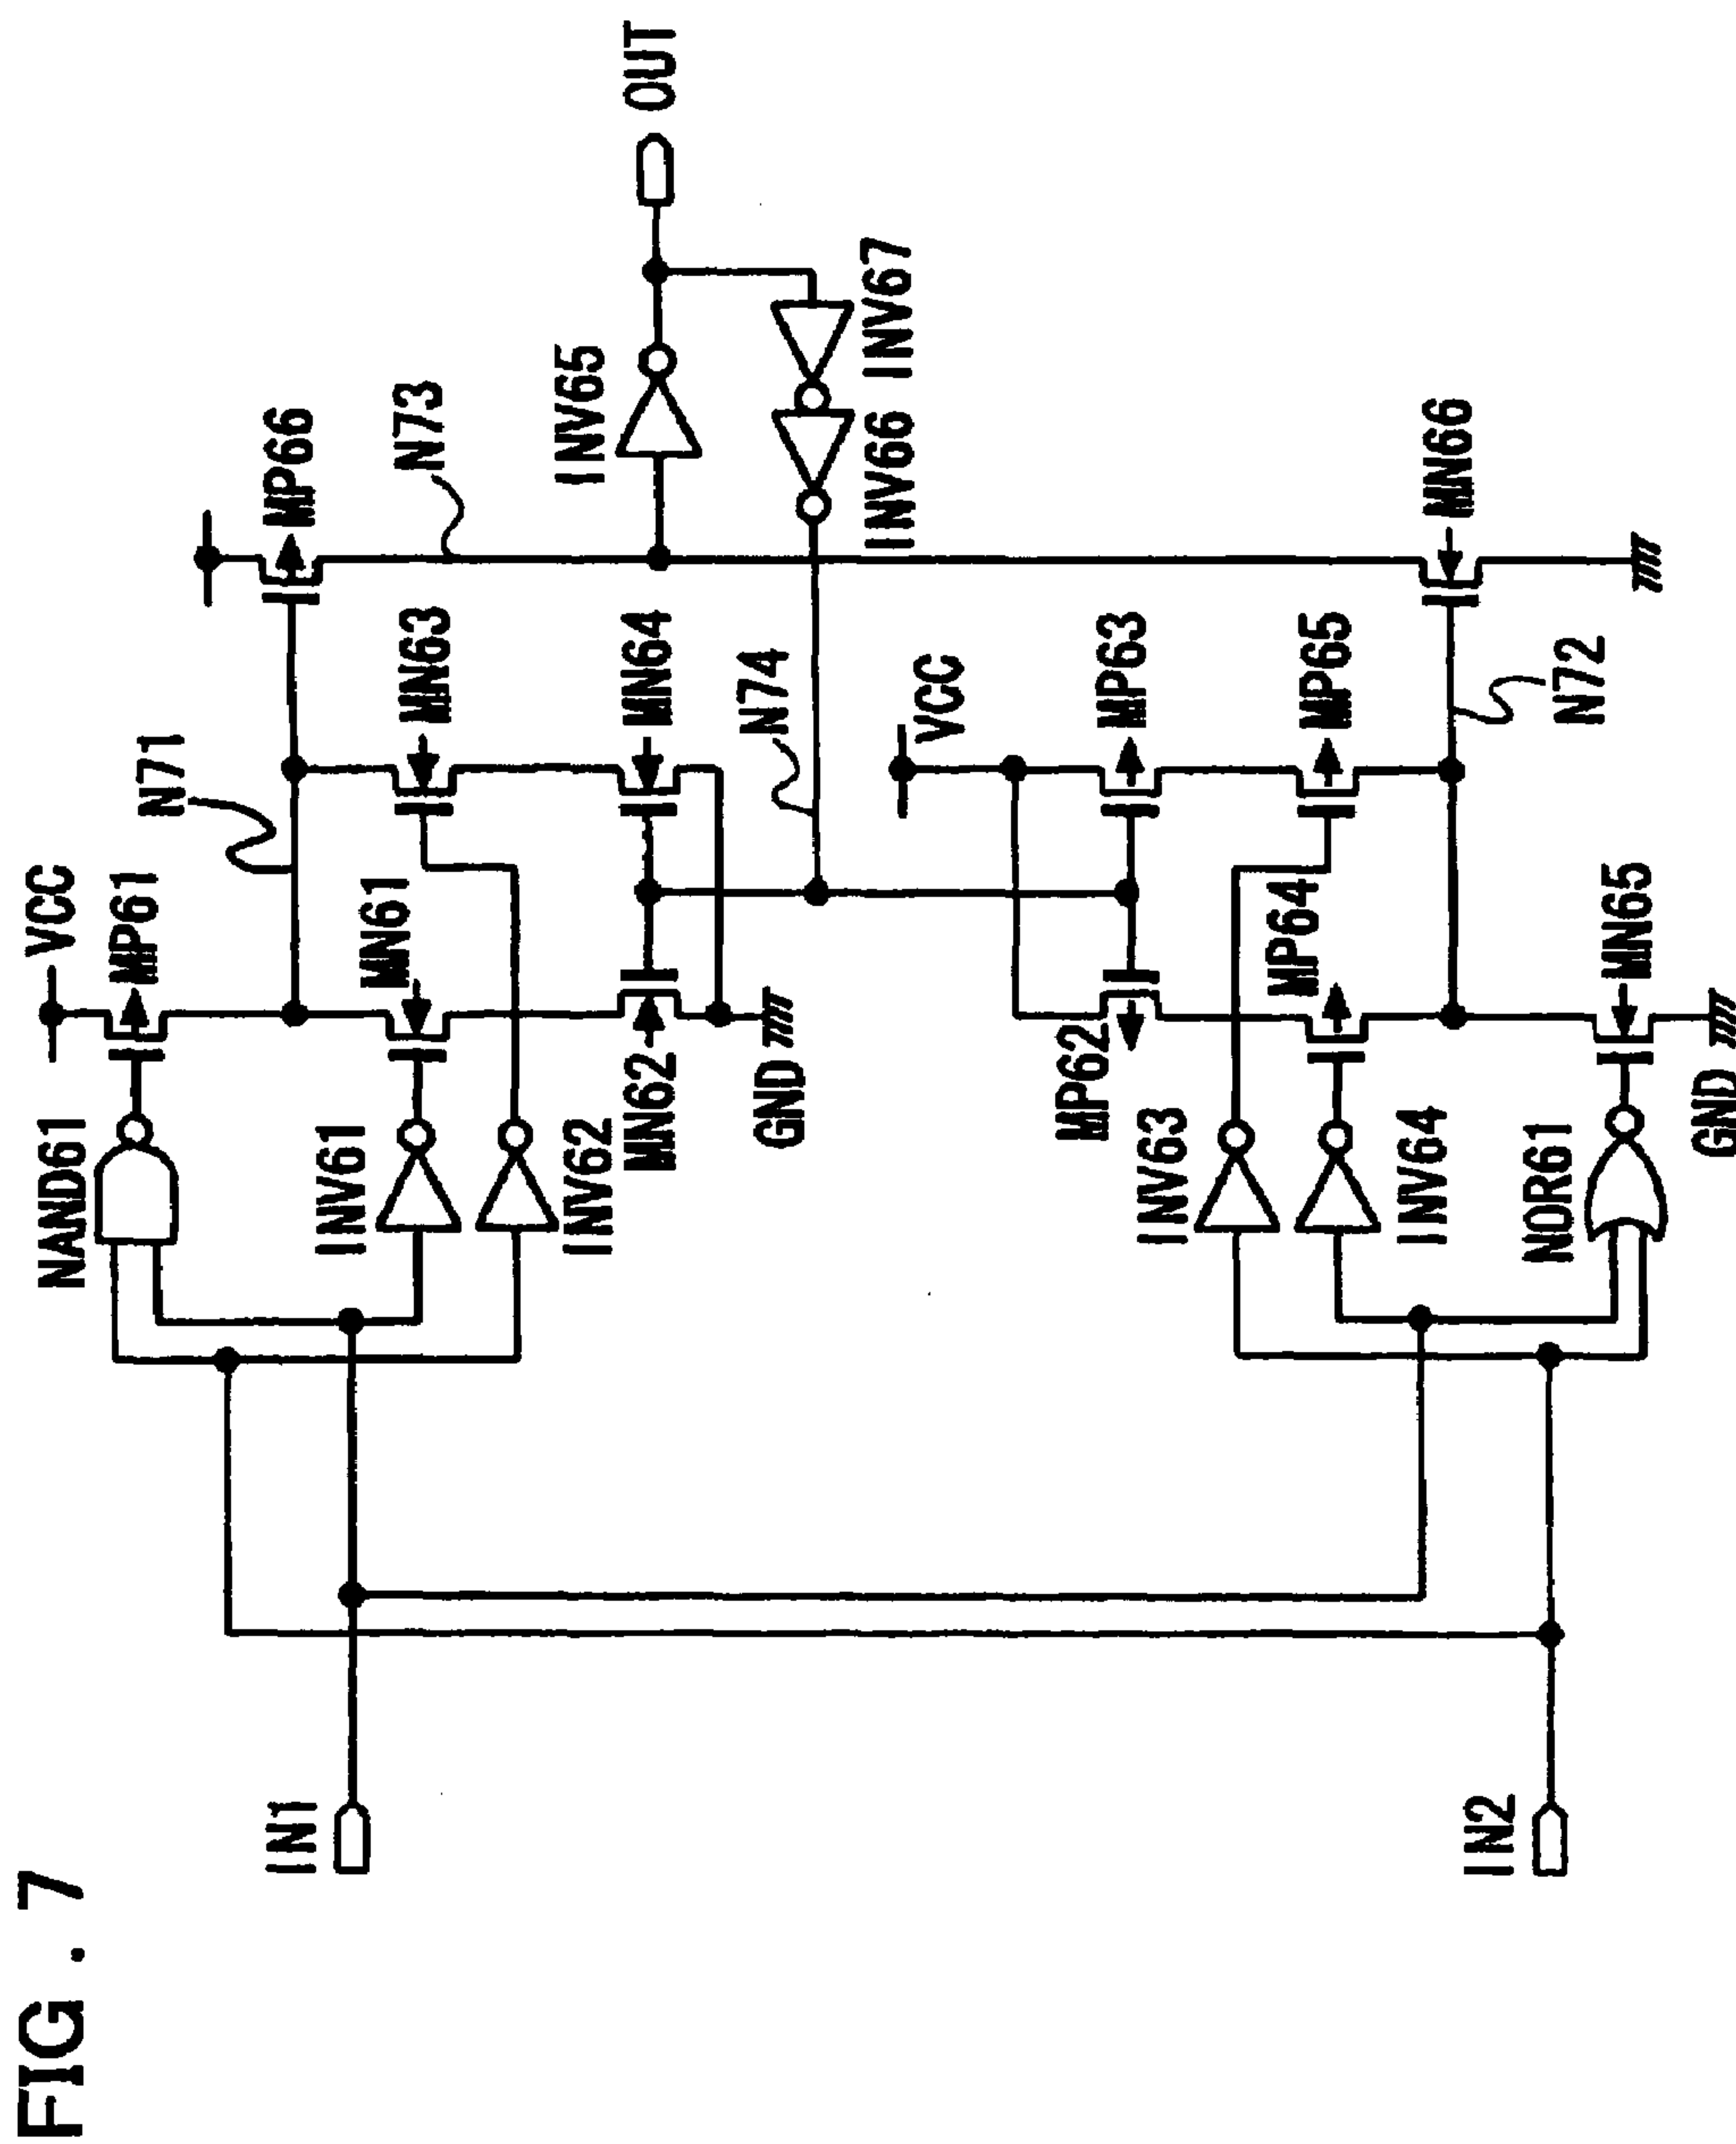 FIG. 7
IN1
IN2
NAND61
INV61
INV62
INV63
INV64
NOR61
VCC
MP61
MN61
MN62
GND
MP62
MP64
MN65
GND
N71
MN63
MN64
N74
VCC
MP63
MP65
N72
MP66
N73
INV65
INV66
INV67
MN66
OUT